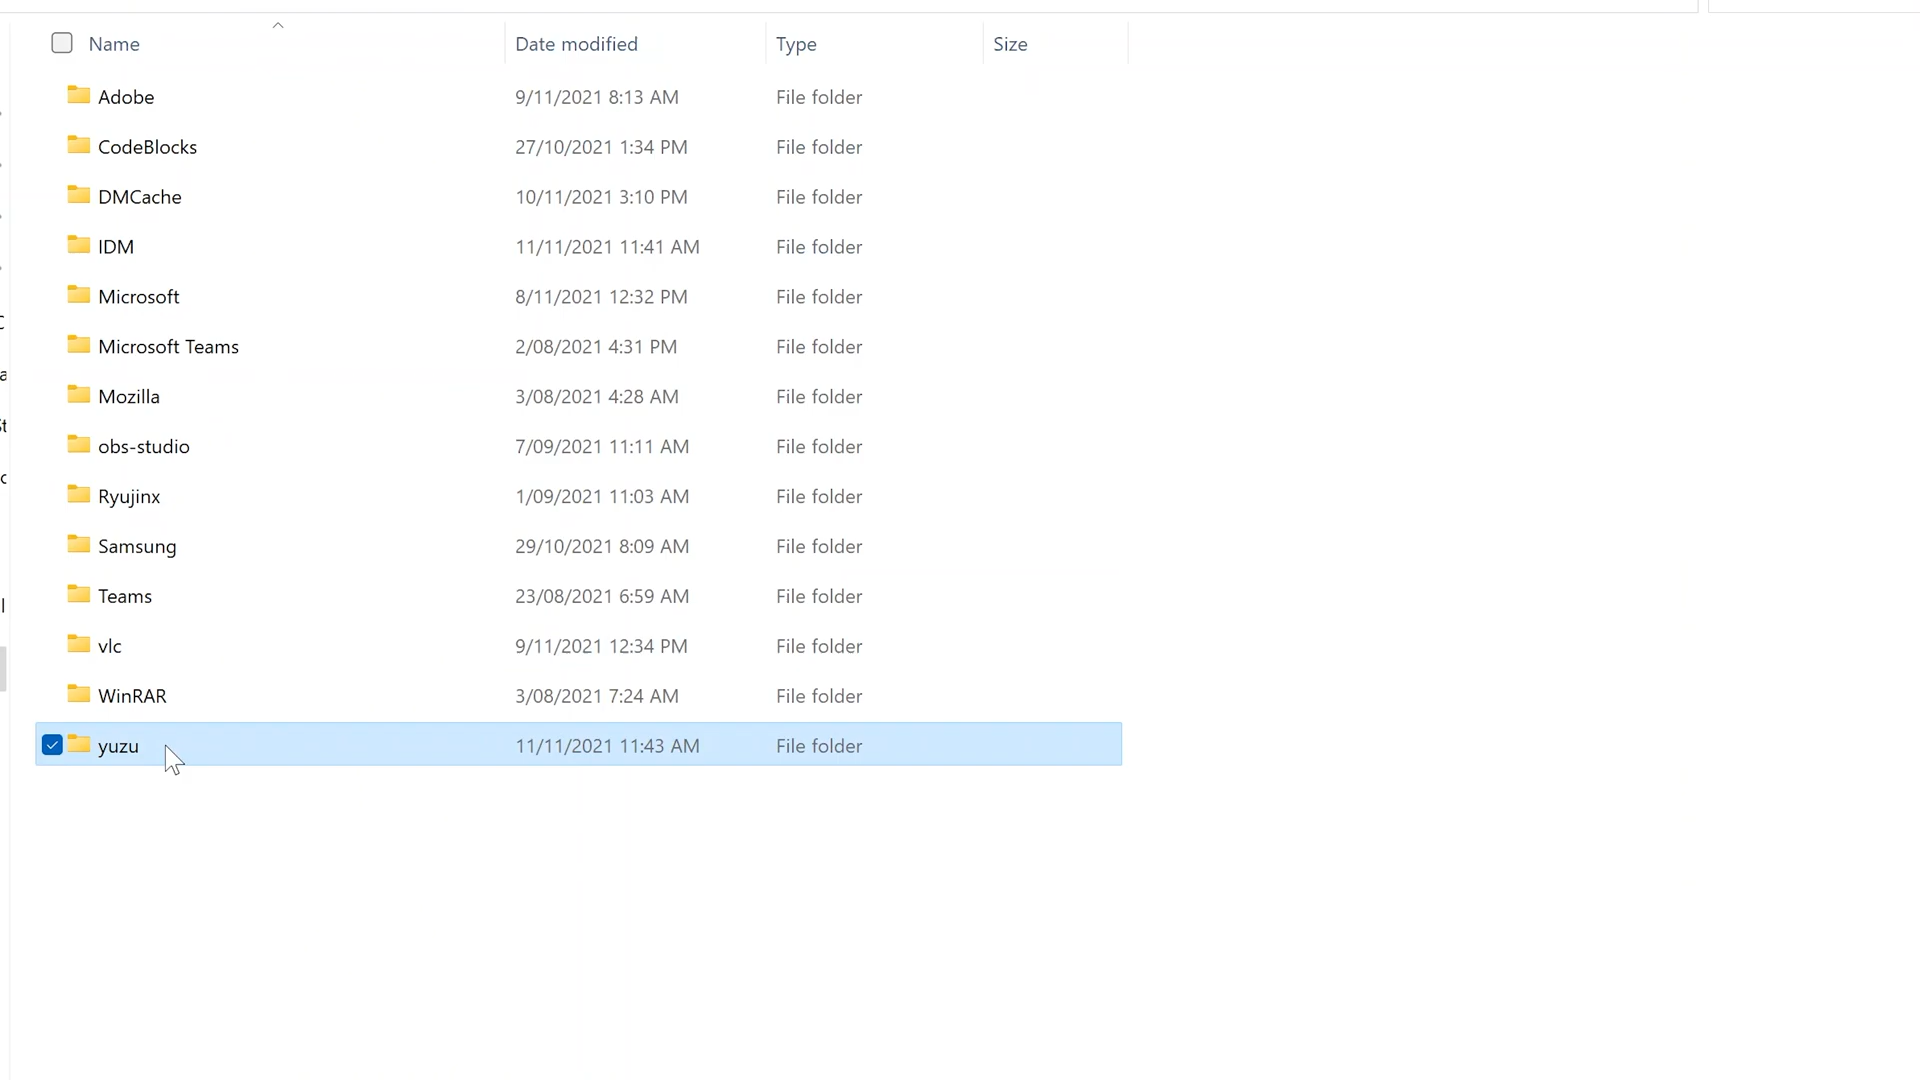 Name Date modified Type Size
Adobe 9/11/2021 8:13 AM File folder
CodeBlocks 27/10/2021 1:34 PM File folder
DMCache 10/11/2021 3:10 PM File folder
IDM 11/11/2021 11:41 AM File folder
Microsoft 8/11/2021 12:32 PM File folder
Microsoft Teams 2/08/2021 4:31 PM File folder
Mozilla 3/08/2021 4:28 AM File folder
obs-studio 7/09/2021 11:11 AM File folder
Ryujinx 1/09/2021 11:03 AM File folder
Samsung 29/10/2021 8:09 AM File folder
Teams 23/08/2021 6:59 AM File folder
vlc 9/11/2021 12:34 PM File folder
WinRAR 3/08/2021 7:24 AM File folder
yuzu 11/11/2021 11:43 AM File folder